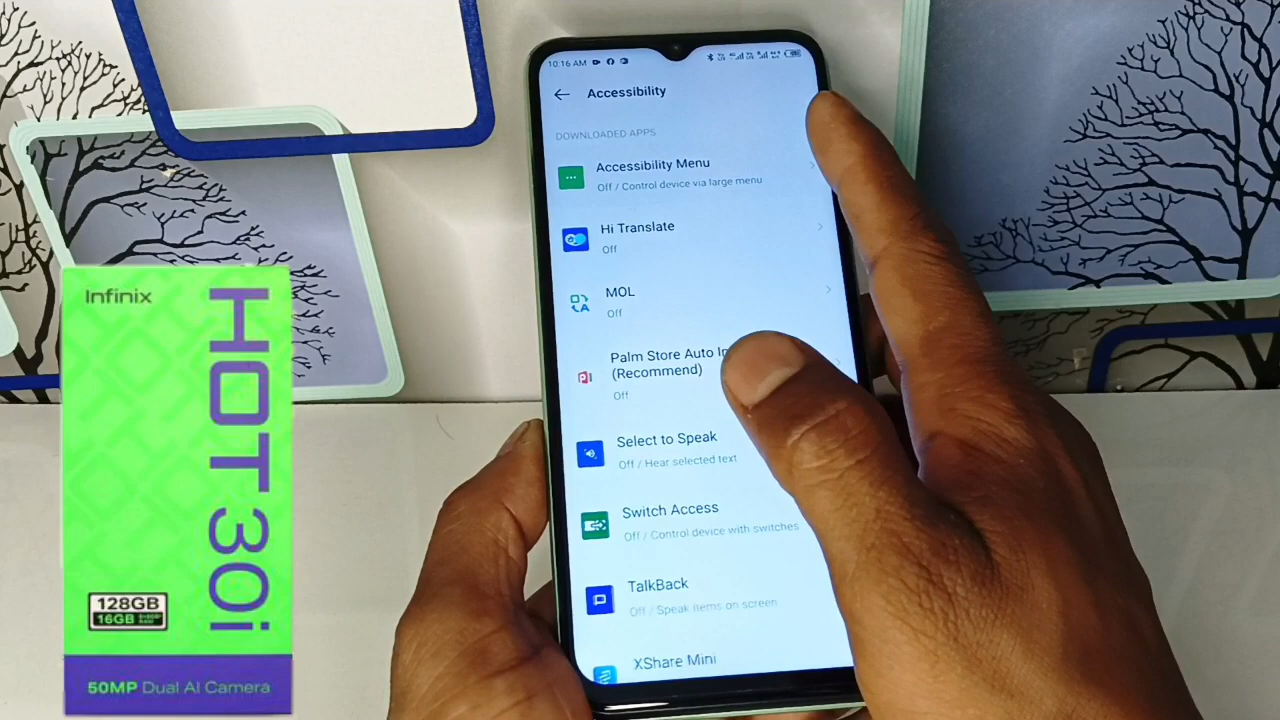 10:16 AM
Accessibility
DOWNLOADED APPS
Accessibility Menu
Off / Control device via large menu
Hi Translate
Off
MOL
Off
Palm Store Auto
(Recommend)
Off
Select to Speak
Off / Hear selected text
Switch Access
Off / Control device with switches
TalkBack
Off / Speak items on screen
XShare Mini
Infinix
HOT 30i
128GB
16GB
50MP Dual AI Camera